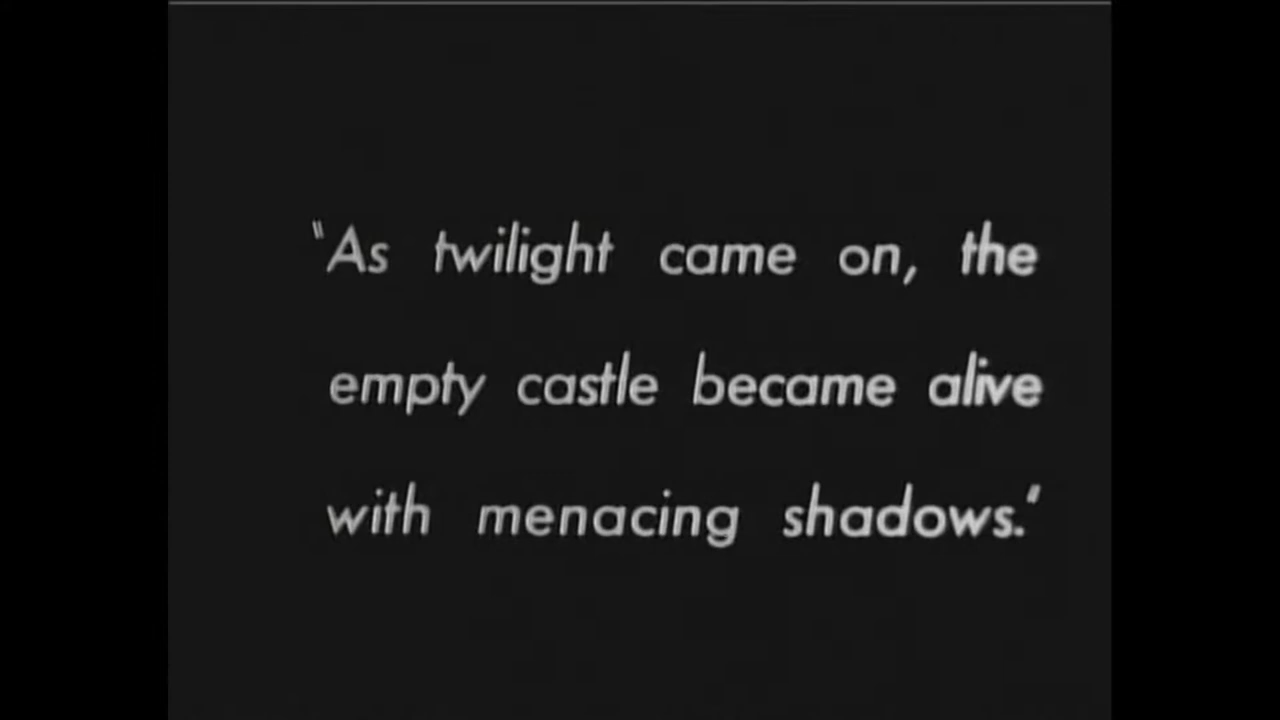 "As twilight came on, the
empty castle became alive
with menacing shadows."